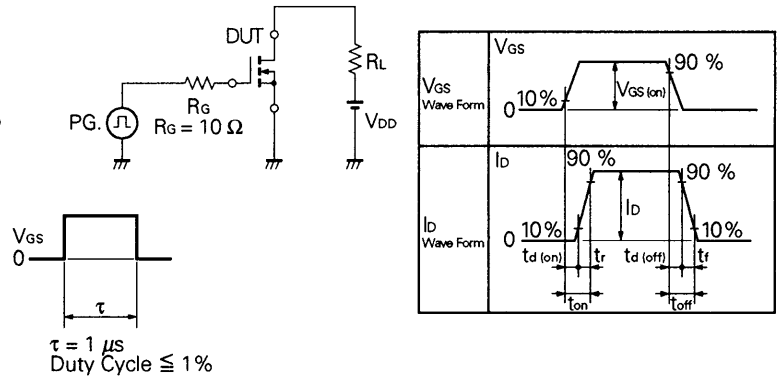 DUT
RL
RG
RG = 10 Ω
PG.
VDD
VGS
0
τ
τ = 1 μs
Duty Cycle ≦ 1%
VGS
Wave Form
VGS
90 %
VGS (on)
10%
0
ID
Wave Form
ID
90 %
90 %
ID
0
10%
10%
td (on)
tr
td (off)
tf
ton
toff